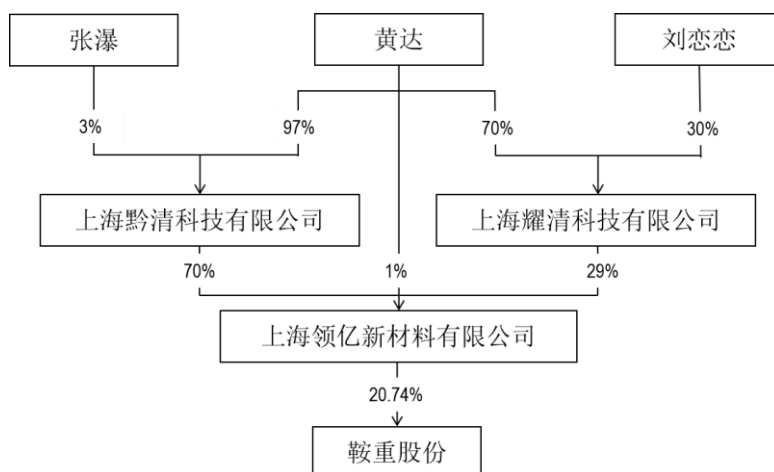 张瀑
黄达
刘恋恋
3%
97%
70%
30%
上海黔清科技有限公司
上海耀清科技有限公司
70%
1%
29%
上海领亿新材料有限公司
20.74%
鞍重股份